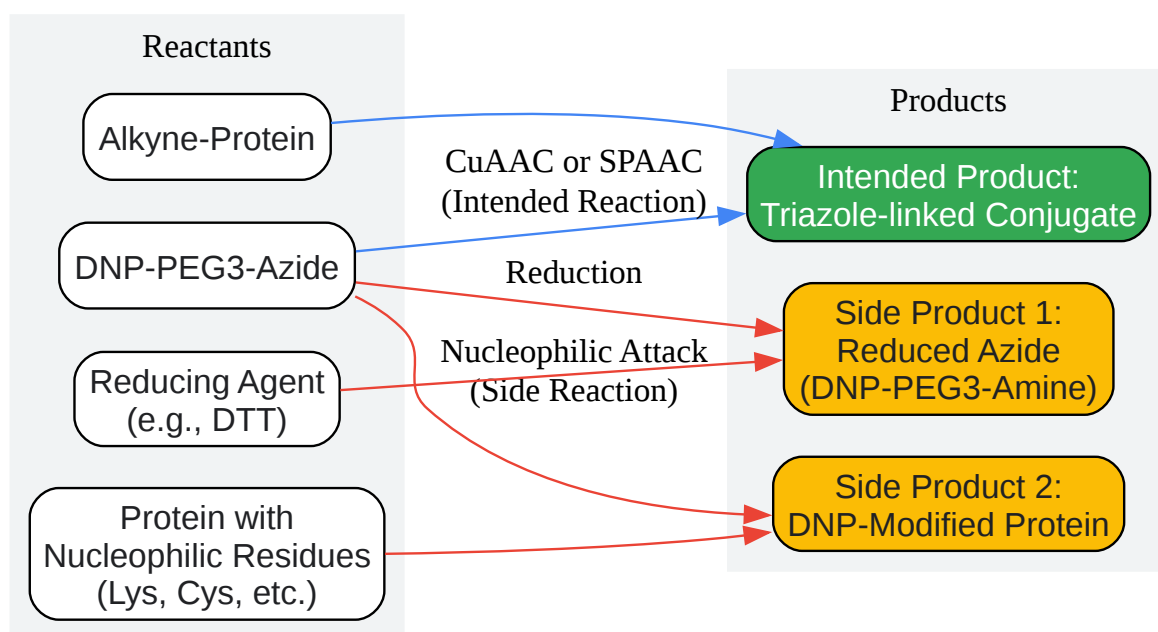 Reactants
Alkyne-Protein
DNP-PEG3-Azide
Reducing Agent
(e.g., DTT)
Protein with
Nucleophilic Residues
(Lys, Cys, etc.)
CuAAC or SPAAC
(Intended Reaction)
Reduction
Nucleophilic Attack
(Side Reaction)
Products
Intended Product:
Triazole-linked Conjugate
Side Product 1:
Reduced Azide
(DNP-PEG3-Amine)
Side Product 2:
DNP-Modified Protein